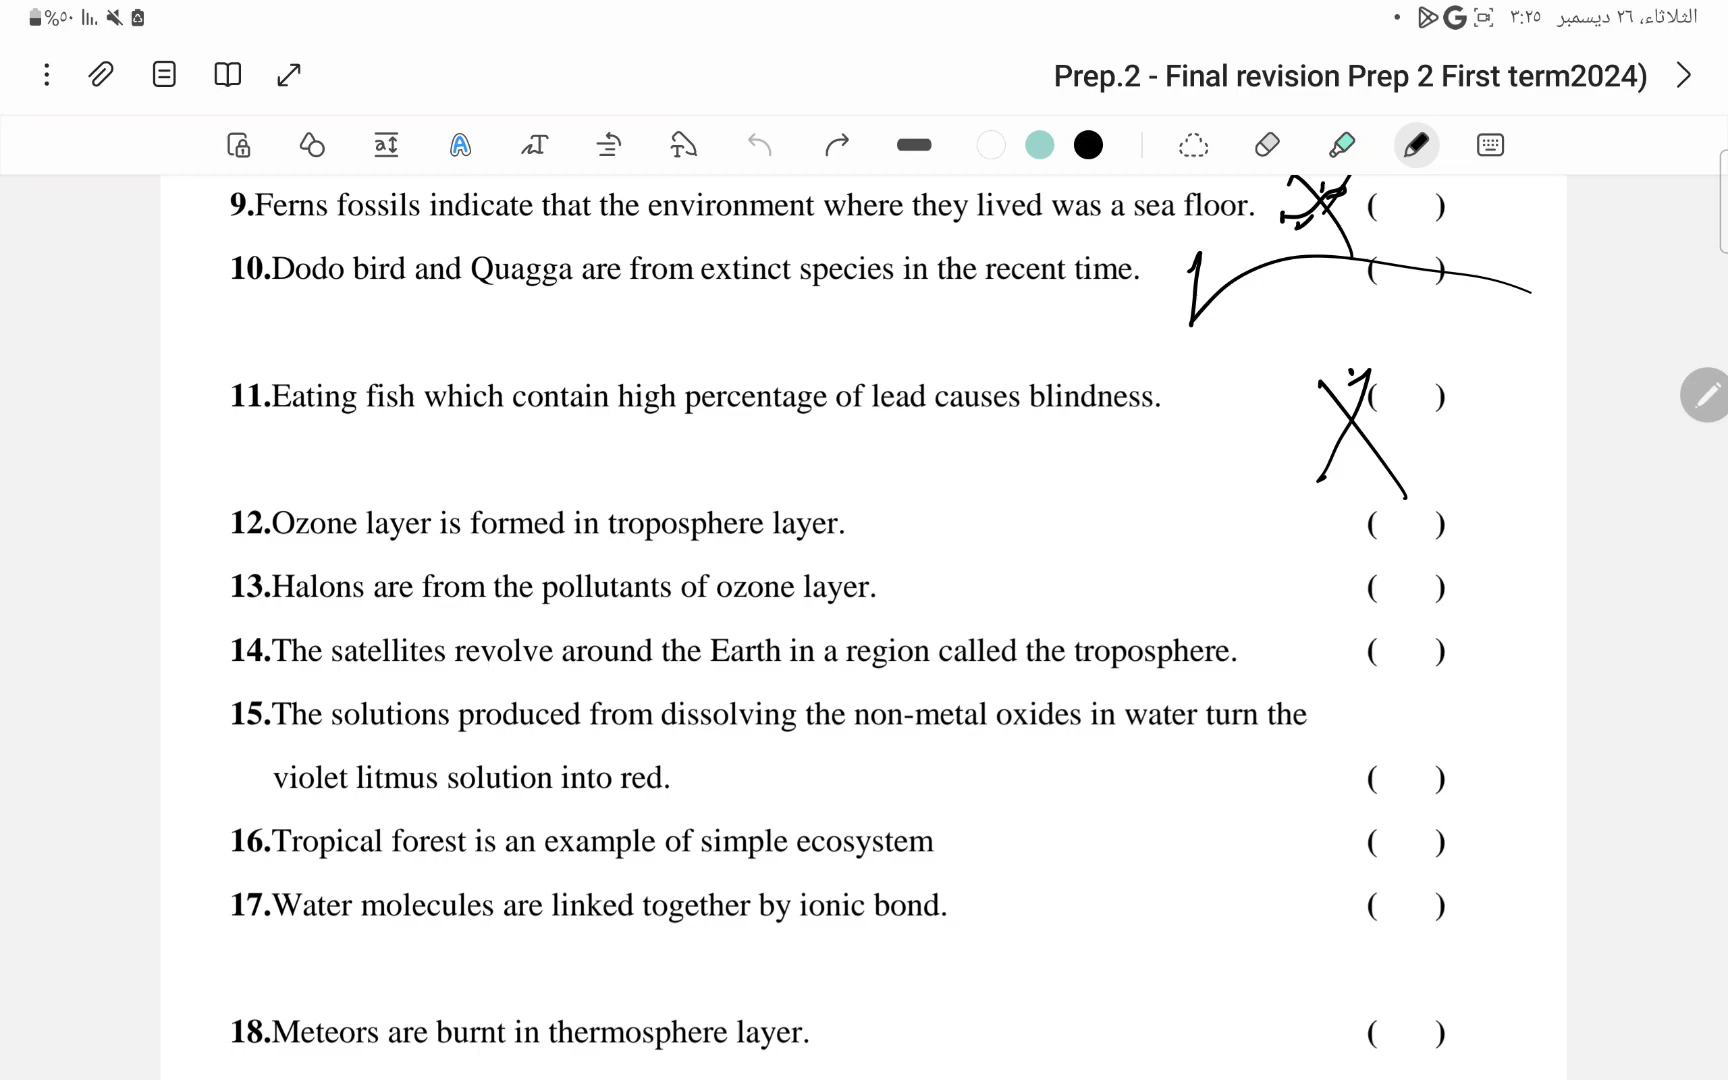 %٥٠
الثلاثاء، ٢٦ ديسمبر ٣:٢٥
Prep.2 - Final revision Prep 2 First term2024)
9.Ferns fossils indicate that the environment where they lived was a sea floor. ( )
10.Dodo bird and Quagga are from extinct species in the recent time. ( )
11.Eating fish which contain high percentage of lead causes blindness. ( )
12.Ozone layer is formed in troposphere layer. ( )
13.Halons are from the pollutants of ozone layer. ( )
14.The satellites revolve around the Earth in a region called the troposphere. ( )
15.The solutions produced from dissolving the non-metal oxides in water turn the
violet litmus solution into red. ( )
16.Tropical forest is an example of simple ecosystem ( )
17.Water molecules are linked together by ionic bond. ( )
18.Meteors are burnt in thermosphere layer. ( )